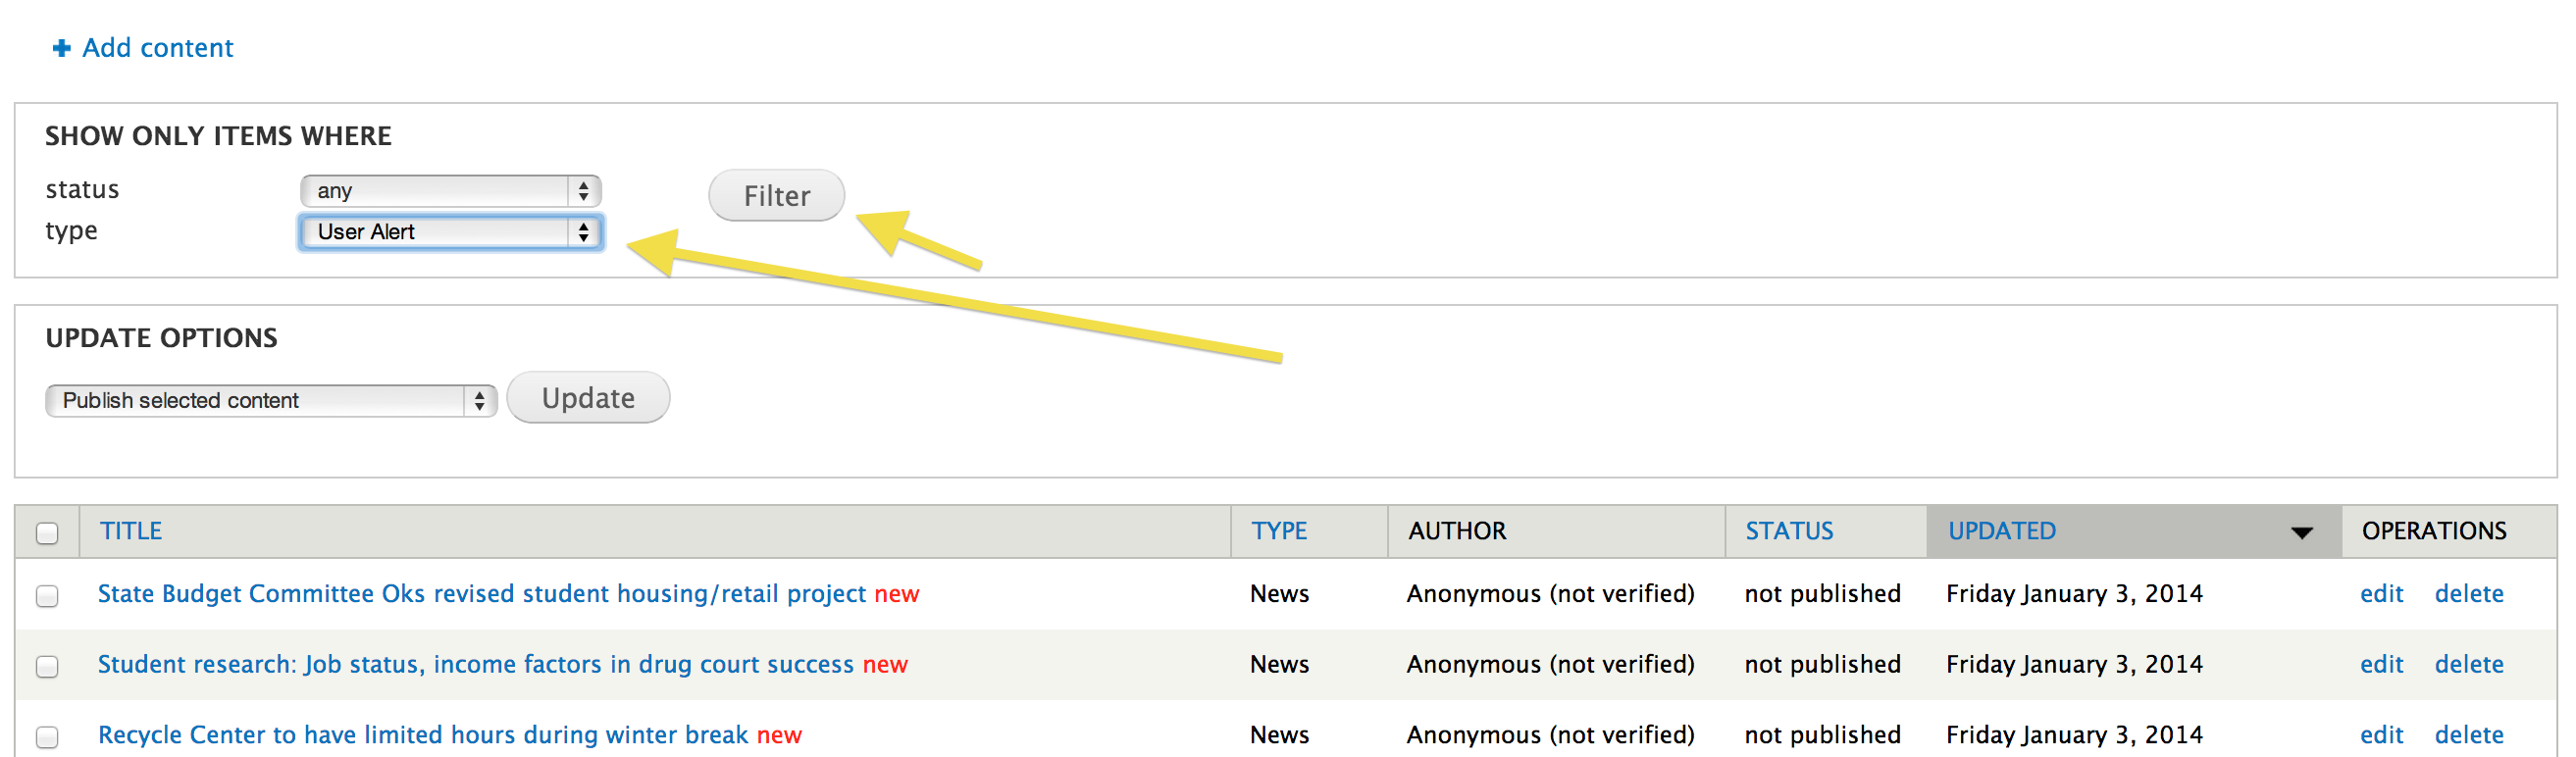 Add content
SHOW ONLY ITEMS WHERE
status any Filter
type User Alert
UPDATE OPTIONS
Publish selected content Update
TITLE TYPE AUTHOR STATUS UPDATED OPERATIONS
State Budget Committee Oks revised student housing/retail project new News Anonymous (not verified) not published Friday January 3, 2014 edit delete
Student research: Job status, income factors in drug court success new News Anonymous (not verified) not published Friday January 3, 2014 edit delete
Recycle Center to have limited hours during winter break new News Anonymous (not verified) not published Friday January 3, 2014 edit delete